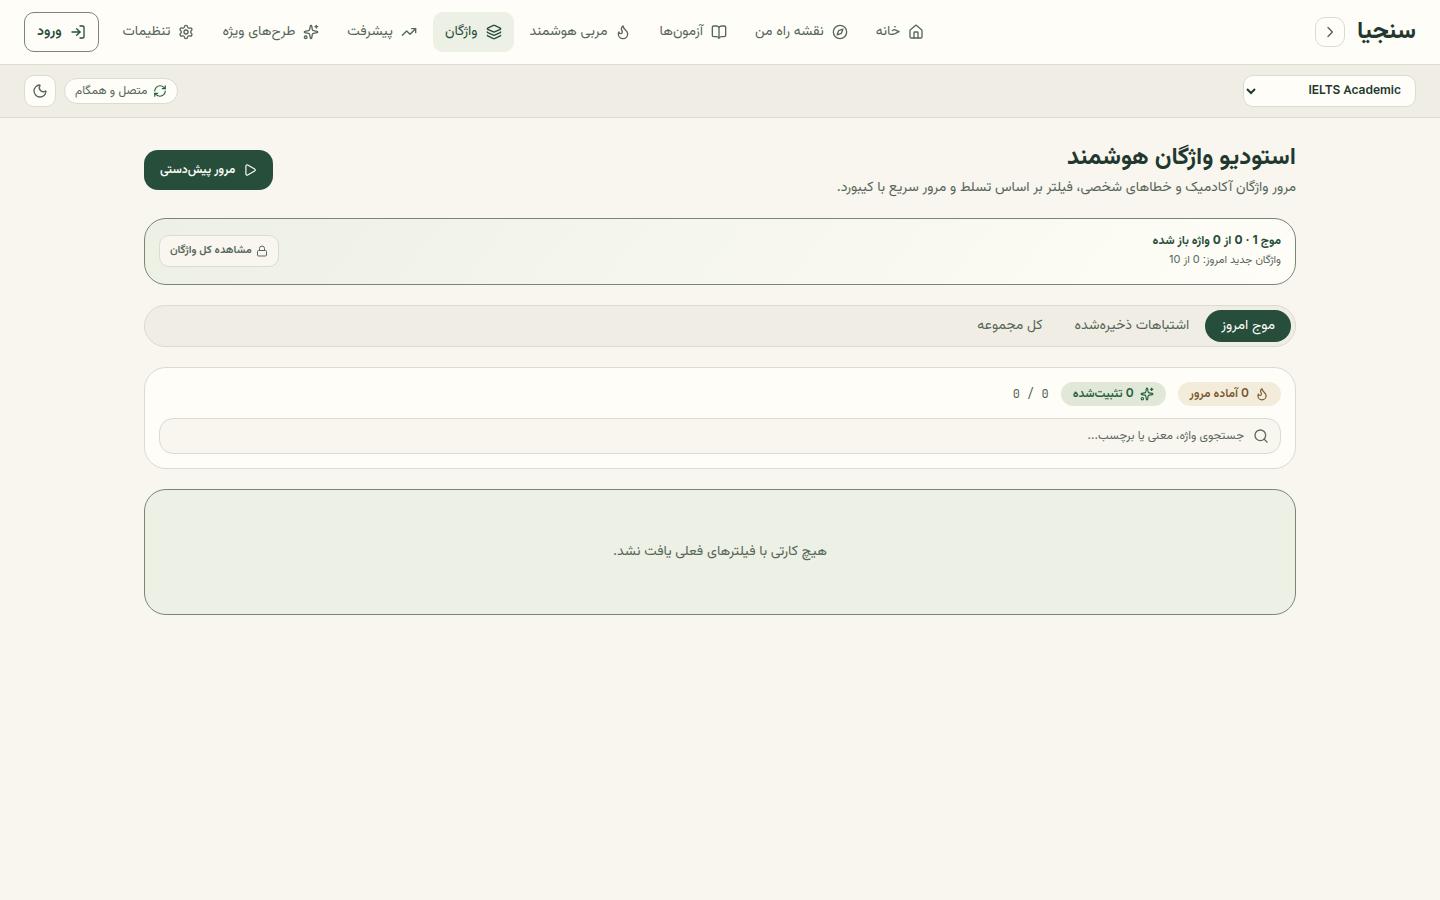 سنجیا
خانه
نقشه راه من
آزمون‌ها
مربی هوشمند
واژگان
پیشرفت
طرح‌های ویژه
تنظیمات
ورود
IELTS Academic
متصل و همگام
استودیو واژگان هوشمند
مرور واژگان آکادمیک و خطاهای شخصی، فیلتر بر اساس تسلط و مرور سریع با کیبورد.
مرور پیش‌دستی
موج 1 · 0 از 0 واژه باز شده
واژگان جدید امروز: 0 از 10
مشاهده کل واژگان
موج امروز
اشتباهات ذخیره‌شده
کل مجموعه
0 آماده مرور
0 تثبیت‌شده
0 / 0
جستجوی واژه، معنی یا برچسب...
هیچ کارتی با فیلترهای فعلی یافت نشد.